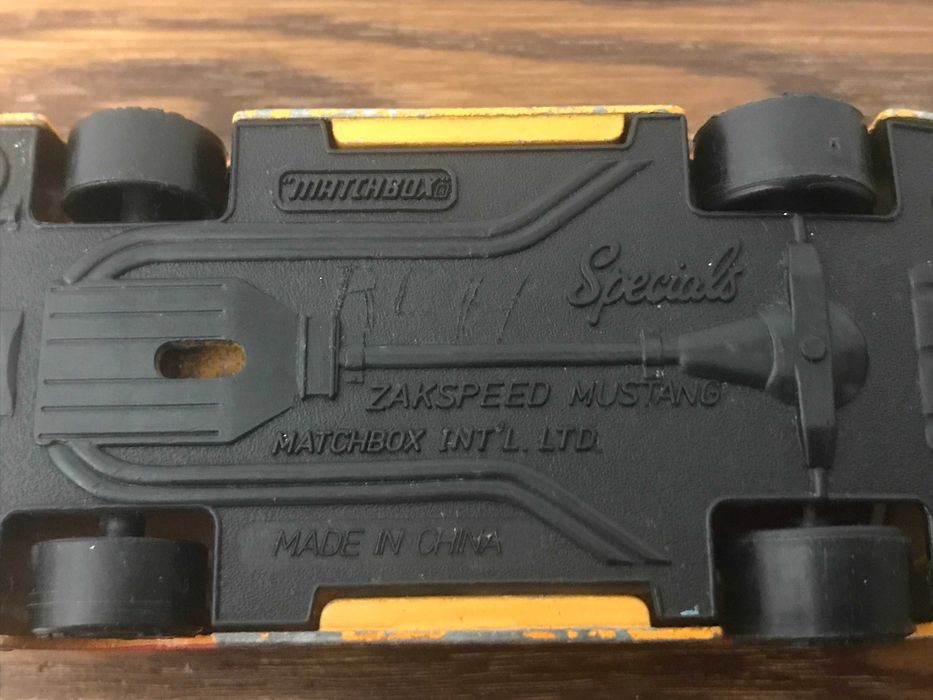 "MATCHBOX"®
Specials
ZAKSPEED MUSTANG
MATCHBOX INT'L. LTD.
MADE IN CHINA